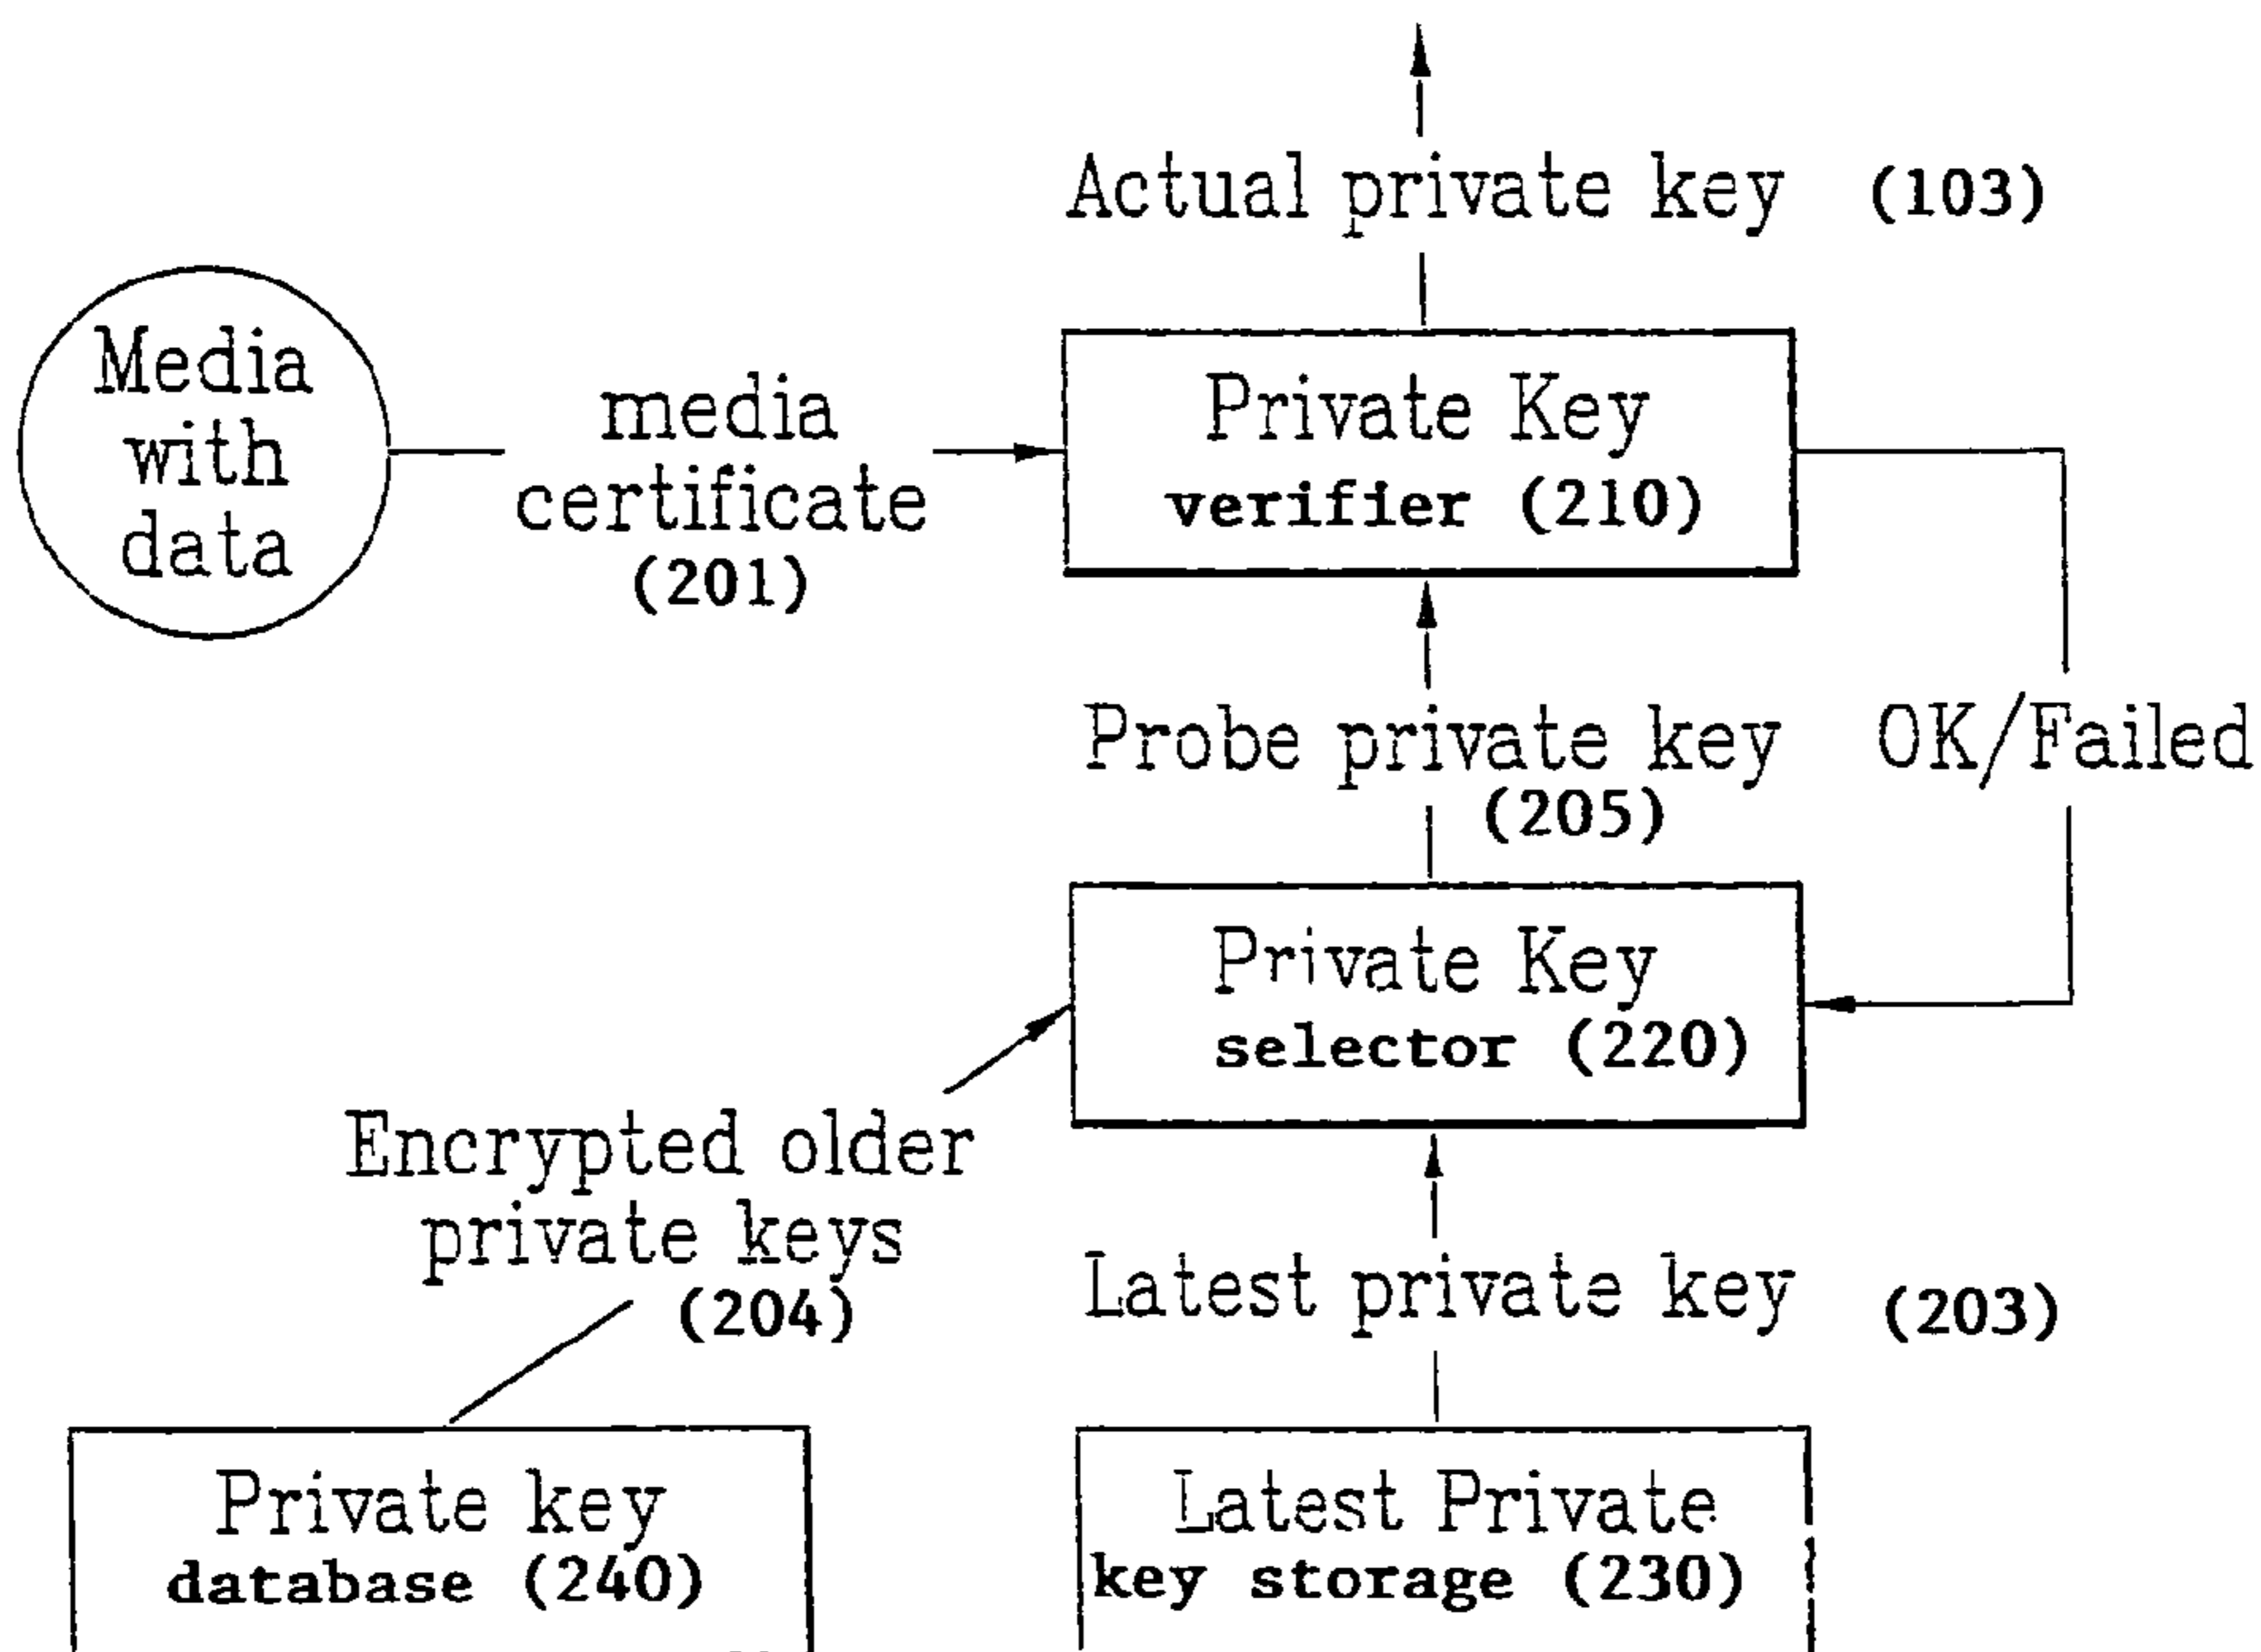 Actual private key (103)
Media
with
data
media
certificate
(201)
Private Key
verifier (210)
Probe private key
(205)
OK/Failed
Private Key
selector (220)
Encrypted older
private keys
(204)
Latest private key (203)
Private key
database (240)
Latest Private
key storage (230)